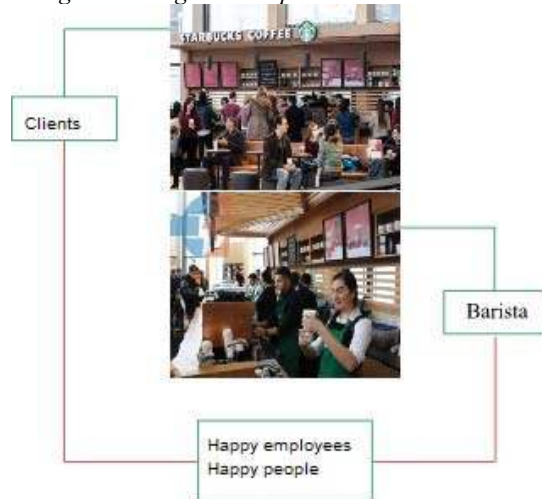 STARBUCKS COFFEE
Clients
Barista
Happy employees
Happy people